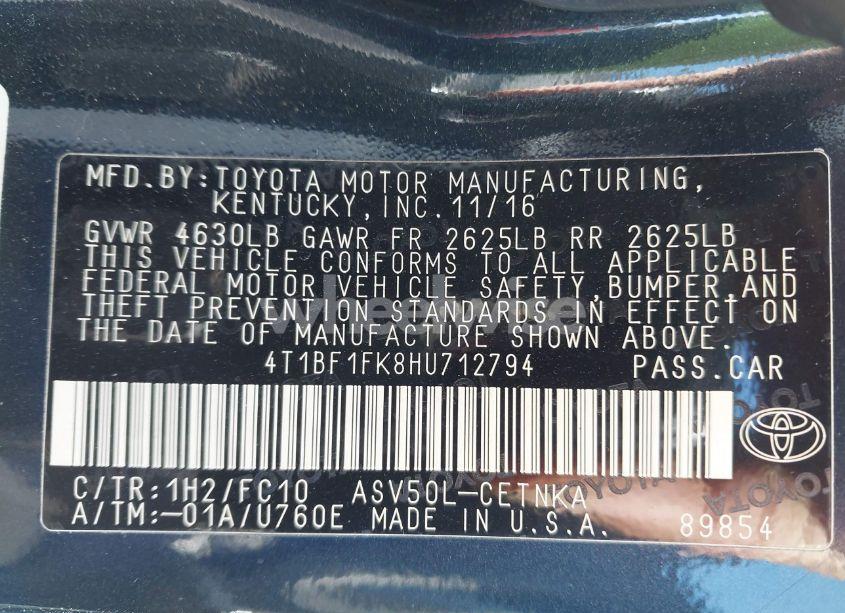 MFD.BY:TOYOTA MOTOR MANUFACTURING,
KENTUCKY,INC.11/16
GVWR 4630LB GAWR FR 2625LB RR 2625LB
THIS VEHICLE CONFORMS TO ALL APPLICABLE
FEDERAL MOTOR VEHICLE SAFETY,BUMPER,AND
THEFT PREVENTION STANDARDS IN EFFECT ON
THE DATE OF MANUFACTURE SHOWN ABOVE.
4T1BF1FK8HU712794 PASS.CAR
C/TR:1H2/FC10 ASV50L-CETNKA
A/TM:-01A/U760E MADE IN U.S.A. 89854